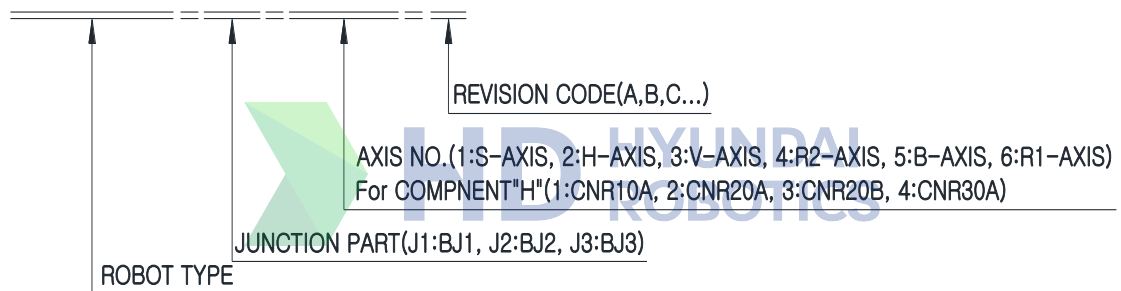 REVISION CODE(A,B,C...)
HD HYUNDAI
ROBOTICS
AXIS NO.(1:S-AXIS, 2:H-AXIS, 3:V-AXIS, 4:R2-AXIS, 5:B-AXIS, 6:R1-AXIS)
For COMPNENT"H"(1:CNR10A, 2:CNR20A, 3:CNR20B, 4:CNR30A)
JUNCTION PART(J1:BJ1, J2:BJ2, J3:BJ3)
ROBOT TYPE